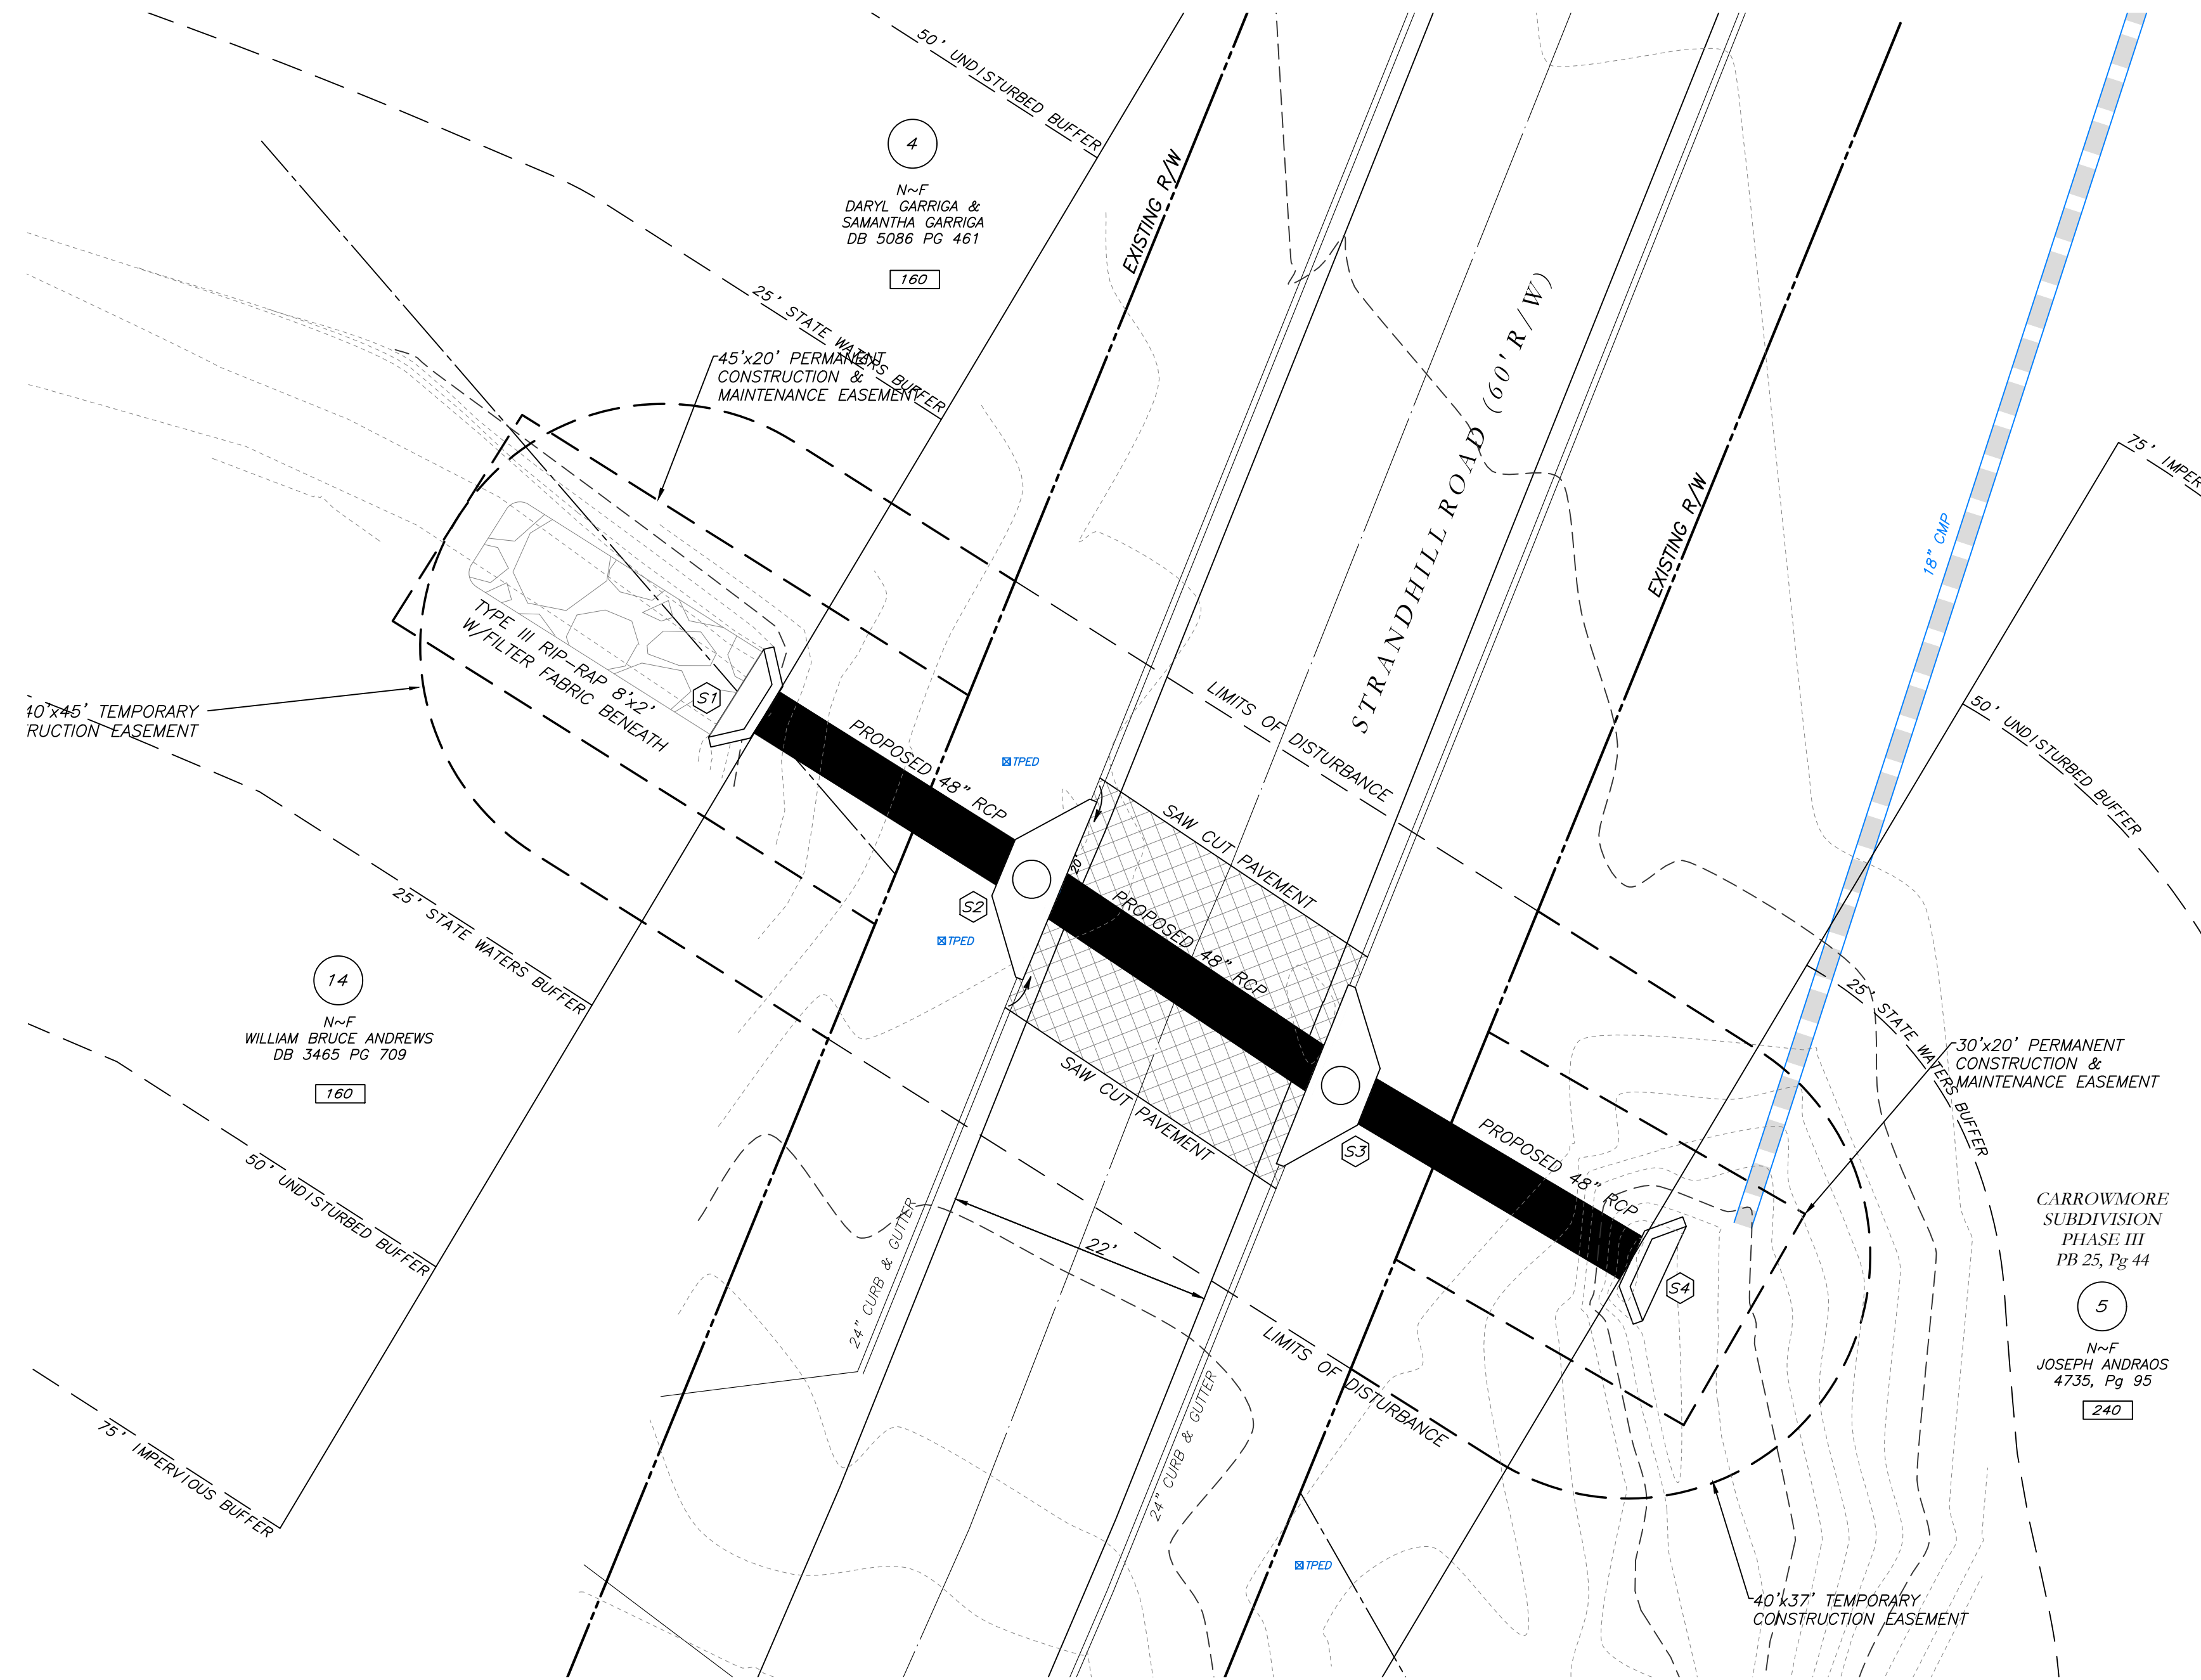 50' UNDISTURBED BUFFER
4
N~F
DARYL GARRIGA &
SAMANTHA GARRIGA
DB 5086 PG 461
160
EXISTING R/W
STRANDHILL ROAD (60' R/W)
25' STATE WATERS BUFFER
45'x20' PERMANENT
CONSTRUCTION &
MAINTENANCE EASEMENT
EXISTING R/W
18" CMP
75' IMPER
TYPE III RIP-RAP 8'x2'
W/FILTER FABRIC BENEATH
S1
40'x45' TEMPORARY
RUCTION EASEMENT
PROPOSED 48" RCP
TPED
LIMITS OF DISTURBANCE
50' UNDISTURBED BUFFER
SAW CUT PAVEMENT
20'
S2
TPED
PROPOSED 48" RCP
25' STATE WATERS BUFFER
14
N~F
WILLIAM BRUCE ANDREWS
DB 3465 PG 709
160
25' STATE WATERS BUFFER
30'x20' PERMANENT
CONSTRUCTION &
MAINTENANCE EASEMENT
SAW CUT PAVEMENT
S3
PROPOSED 48" RCP
50' UNDISTURBED BUFFER
24" CURB & GUTTER
22'
S4
CARROWMORE
SUBDIVISION
PHASE III
PB 25, Pg 44
5
N~F
JOSEPH ANDRAOS
4735, Pg 95
240
LIMITS OF DISTURBANCE
24" CURB & GUTTER
75' IMPERVIOUS BUFFER
TPED
40'x37' TEMPORARY
CONSTRUCTION EASEMENT